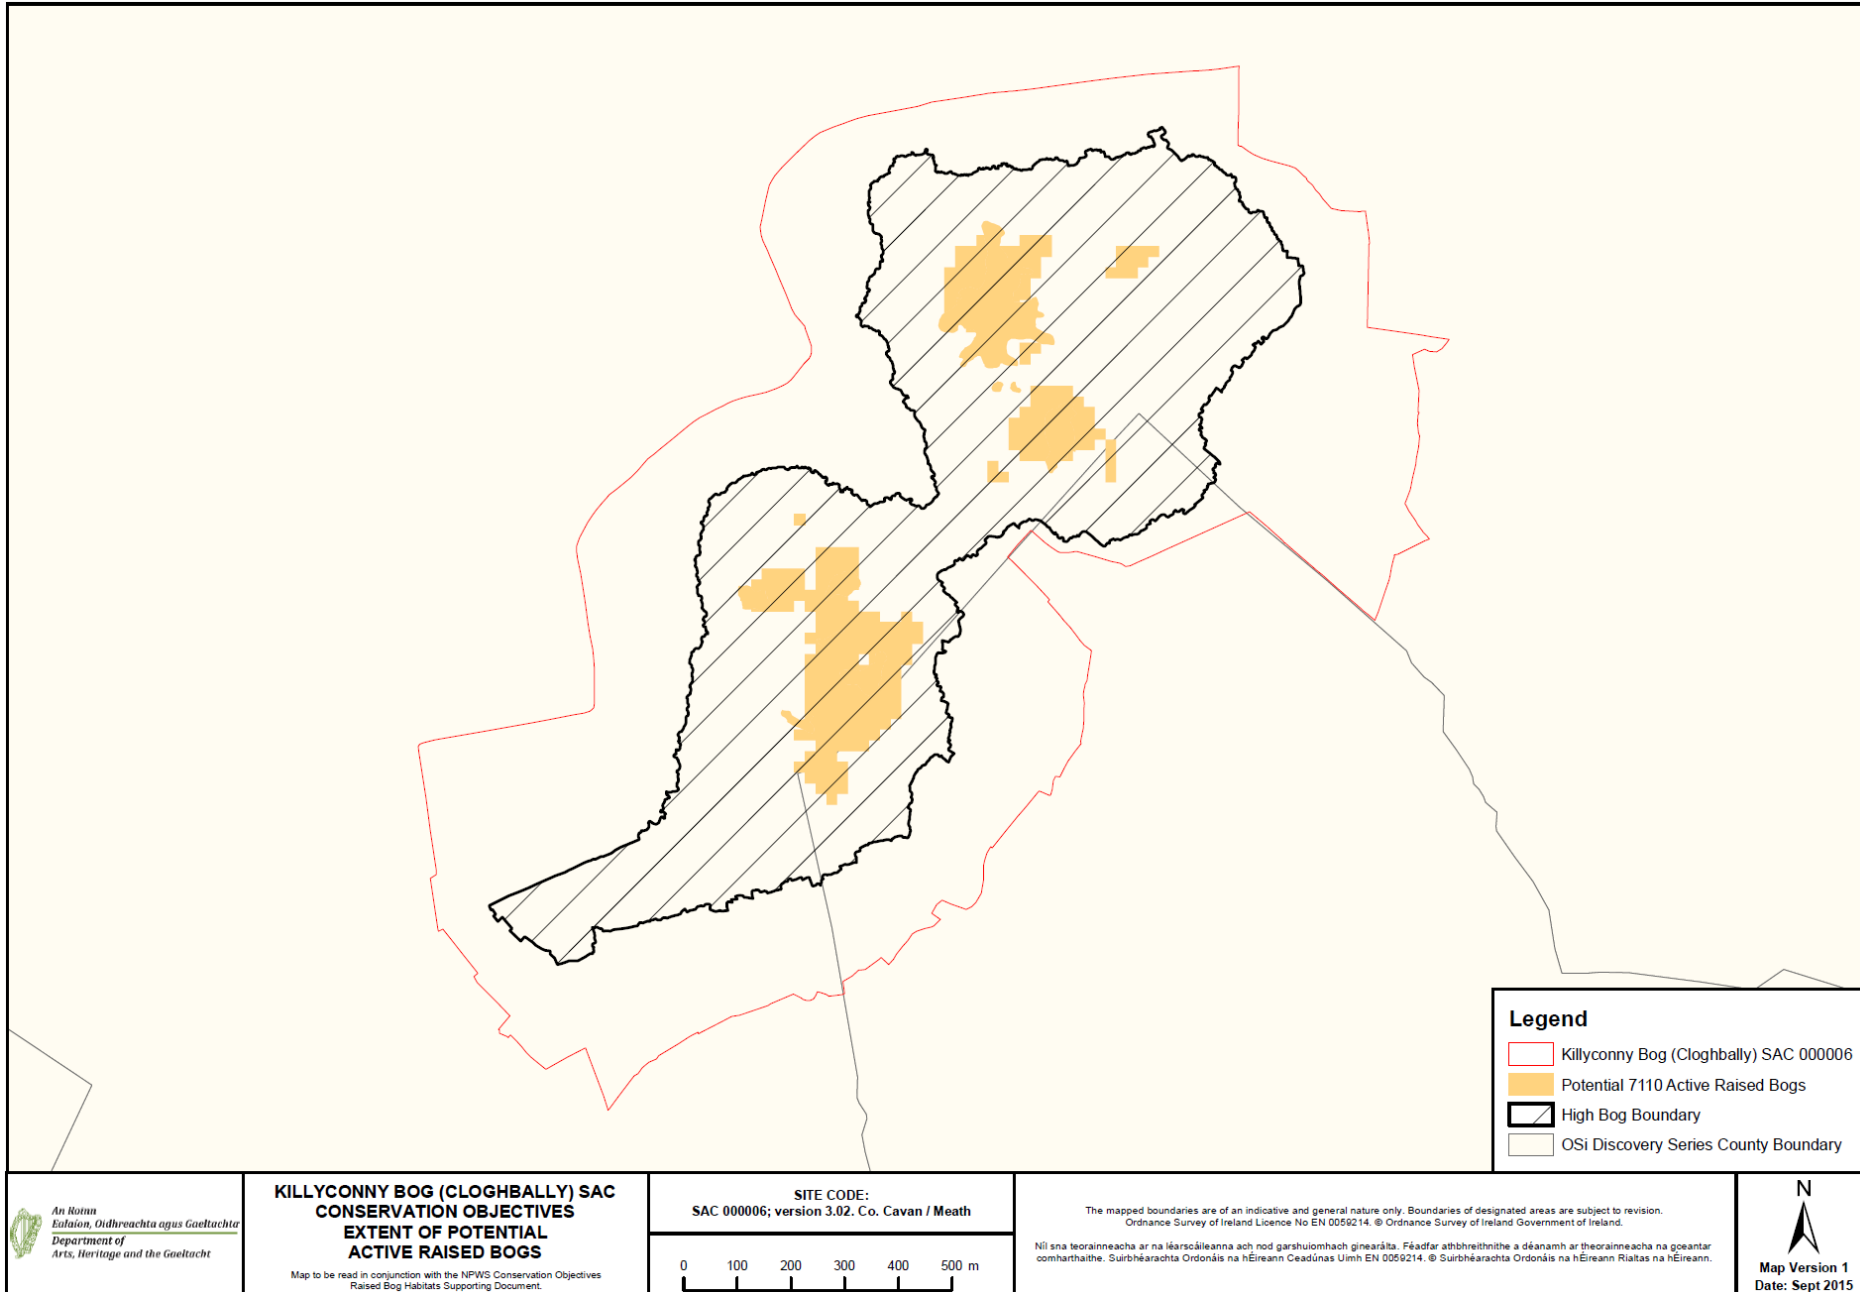 Legend
Killyconny Bog (Cloghbally) SAC 000006
Potential 7110 Active Raised Bogs
High Bog Boundary
OSi Discovery Series County Boundary
An Roinn
Ealaíon, Oidhreachta agus Gaeltachta
Department of
Arts, Heritage and the Gaeltacht
KILLYCONNY BOG (CLOGHBALLY) SAC
CONSERVATION OBJECTIVES
EXTENT OF POTENTIAL
ACTIVE RAISED BOGS
Map to be read in conjunction with the NPWS Conservation Objectives
Raised Bog Habitats Supporting Document.
SITE CODE:
SAC 000006; version 3.02. Co. Cavan / Meath
0 100 200 300 400 500 m
The mapped boundaries are of an indicative and general nature only. Boundaries of designated areas are subject to revision.
Ordnance Survey of Ireland Licence No EN 0059214. © Ordnance Survey of Ireland Government of Ireland.
Níl sna teorainneacha ar na léarscáileanna ach nod garshuiomhach ginearálta. Féadfar athbhreithnithe a déanamh ar theorainneacha na gceantar
comharthaithe. Suirbhéarachta Ordonáis na hÉireann Ceadúnas Uimh EN 0059214. © Suirbhéarachta Ordonáis na hÉireann Rialtas na hÉireann.
N
Map Version 1
Date: Sept 2015